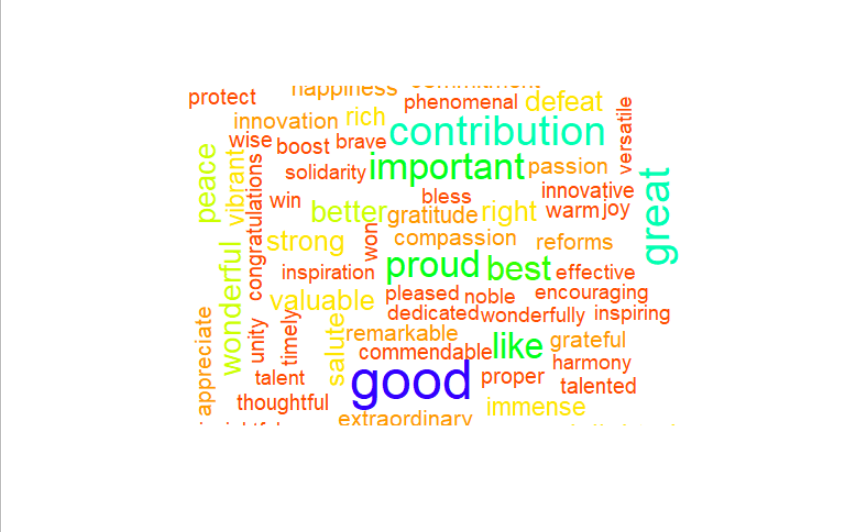 happiness
commitment
protect
phenomenal
defeat
innovation
rich
contribution
versatile
wise
boost
brave
solidarity
important
passion
peace
vibrant
congratulations
win
bless
innovative
better
gratitude
right
warm
joy
great
strong
won
compassion
reforms
wonderful
inspiration
proud
best
effective
valuable
pleased
noble
encouraging
dedicated
wonderfully
inspiring
appreciate
unity
timely
salute
remarkable
commendable
like
grateful
harmony
talent
good
proper
talented
thoughtful
immense
extraordinary
insightful